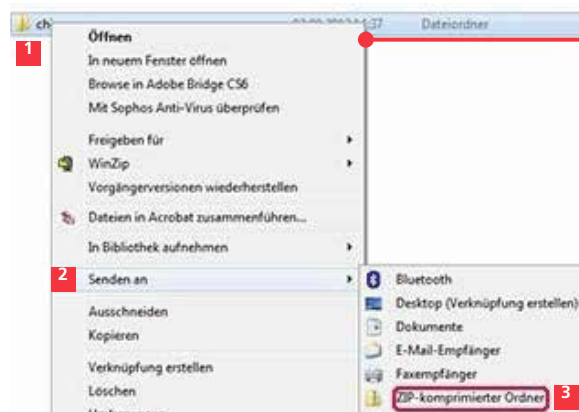 1
Dateiordner
Öffnen
In neuem Fenster öffnen
Browse in Adobe Bridge CS6
Mit Sophos Anti-Virus überprüfen
Freigeben für
WinZip
Vorgängerversionen wiederherstellen
Dateien in Acrobat zusammenführen...
In Bibliothek aufnehmen
2 Senden an
Ausschneiden
Kopieren
Verknüpfung erstellen
Löschen
Bluetooth
Desktop (Verknüpfung erstellen)
Dokumente
E-Mail-Empfänger
Faxempfänger
ZIP-komprimierter Ordner 3